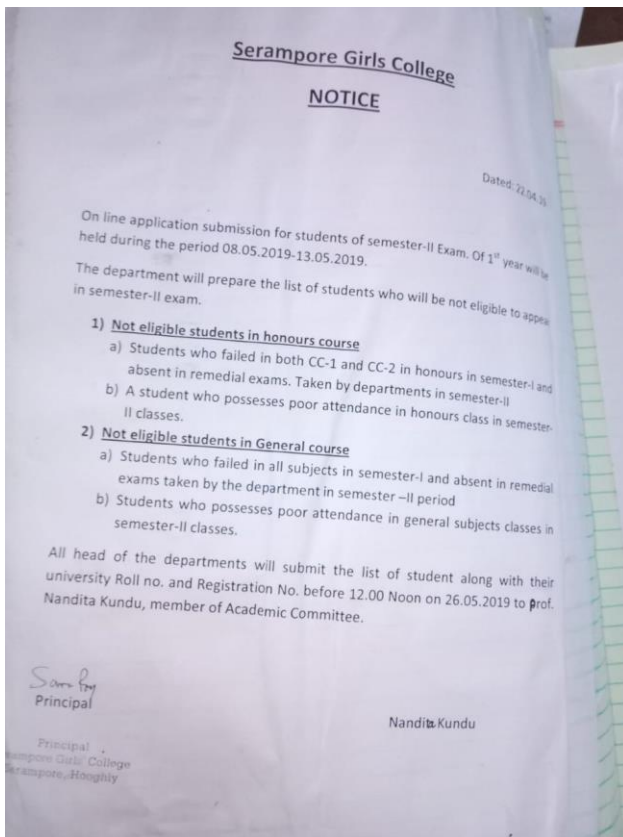 Serampore Girls College
NOTICE
Dated: 22.04.
On line application submission for students of semester-II Exam. Of 1st year will be
held during the period 08.05.2019-13.05.2019.
The department will prepare the list of students who will be not eligible to appea
in semester-II exam.
1) Not eligible students in honours course
a) Students who failed in both CC-1 and CC-2 in honours in semester-I and
absent in remedial exams. Taken by departments in semester-II
b) A student who possesses poor attendance in honours class in semester-
II classes.
2) Not eligible students in General course
a) Students who failed in all subjects in semester-I and absent in remedial
exams taken by the department in semester –II period
b) Students who possesses poor attendance in general subjects classes in
semester-II classes.
All head of the departments will submit the list of student along with their
university Roll no. and Registration No. before 12.00 Noon on 26.05.2019 to prof.
Nandita Kundu, member of Academic Committee.
Principal
Nandita Kundu
Principal
Girls' College
Serampore, Hooghly